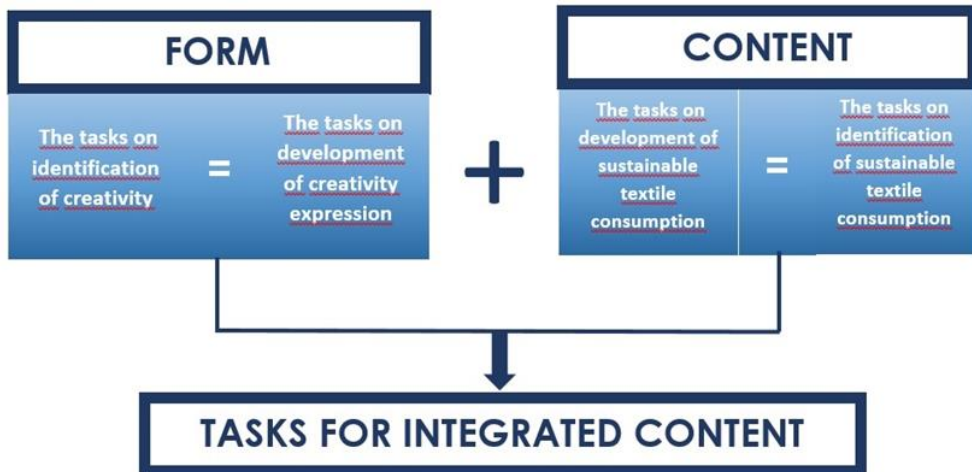 FORM
The tasks on
identification
of creativity
=
The tasks on
development
of creativity
expression
+
CONTENT
The tasks on
development of
sustainable
textile
consumption
=
The tasks on
identification
of sustainable
textile
consumption
TASKS FOR INTEGRATED CONTENT